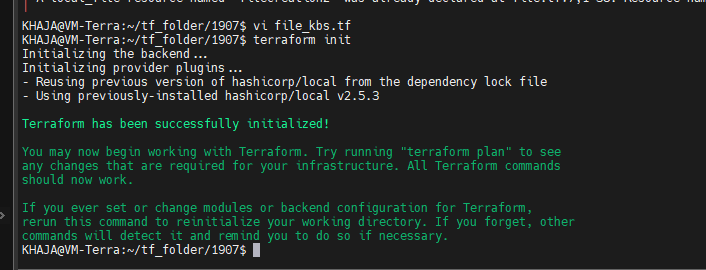 KHAJA@VM-Terra:~/tf_folder/1907$ vi file_kbs.tf
KHAJA@VM-Terra:~/tf_folder/1907$ terraform init
Initializing the backend...
Initializing provider plugins...
- Reusing previous version of hashicorp/local from the dependency lock file
- Using previously-installed hashicorp/local v2.5.3

Terraform has been successfully initialized!

You may now begin working with Terraform. Try running "terraform plan" to see
any changes that are required for your infrastructure. All Terraform commands
should now work.

If you ever set or change modules or backend configuration for Terraform,
rerun this command to reinitialize your working directory. If you forget, other
commands will detect it and remind you to do so if necessary.
KHAJA@VM-Terra:~/tf_folder/1907$